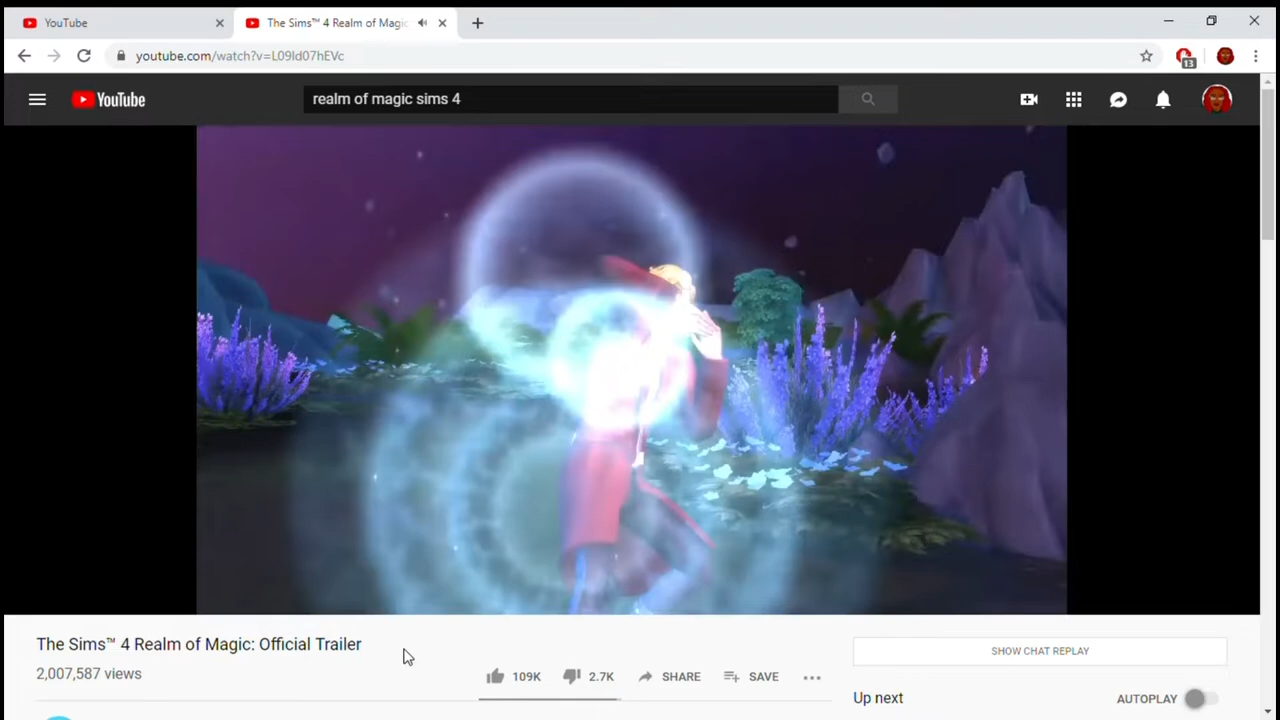 YouTube
The Sims™ 4 Realm of Magic
youtube.com/watch?v=L09ld07hEVc
13
YouTube
realm of magic sims 4
The Sims™ 4 Realm of Magic: Official Trailer
2,007,587 views
109K
2.7K
SHARE
SAVE
SHOW CHAT REPLAY
Up next
AUTOPLAY